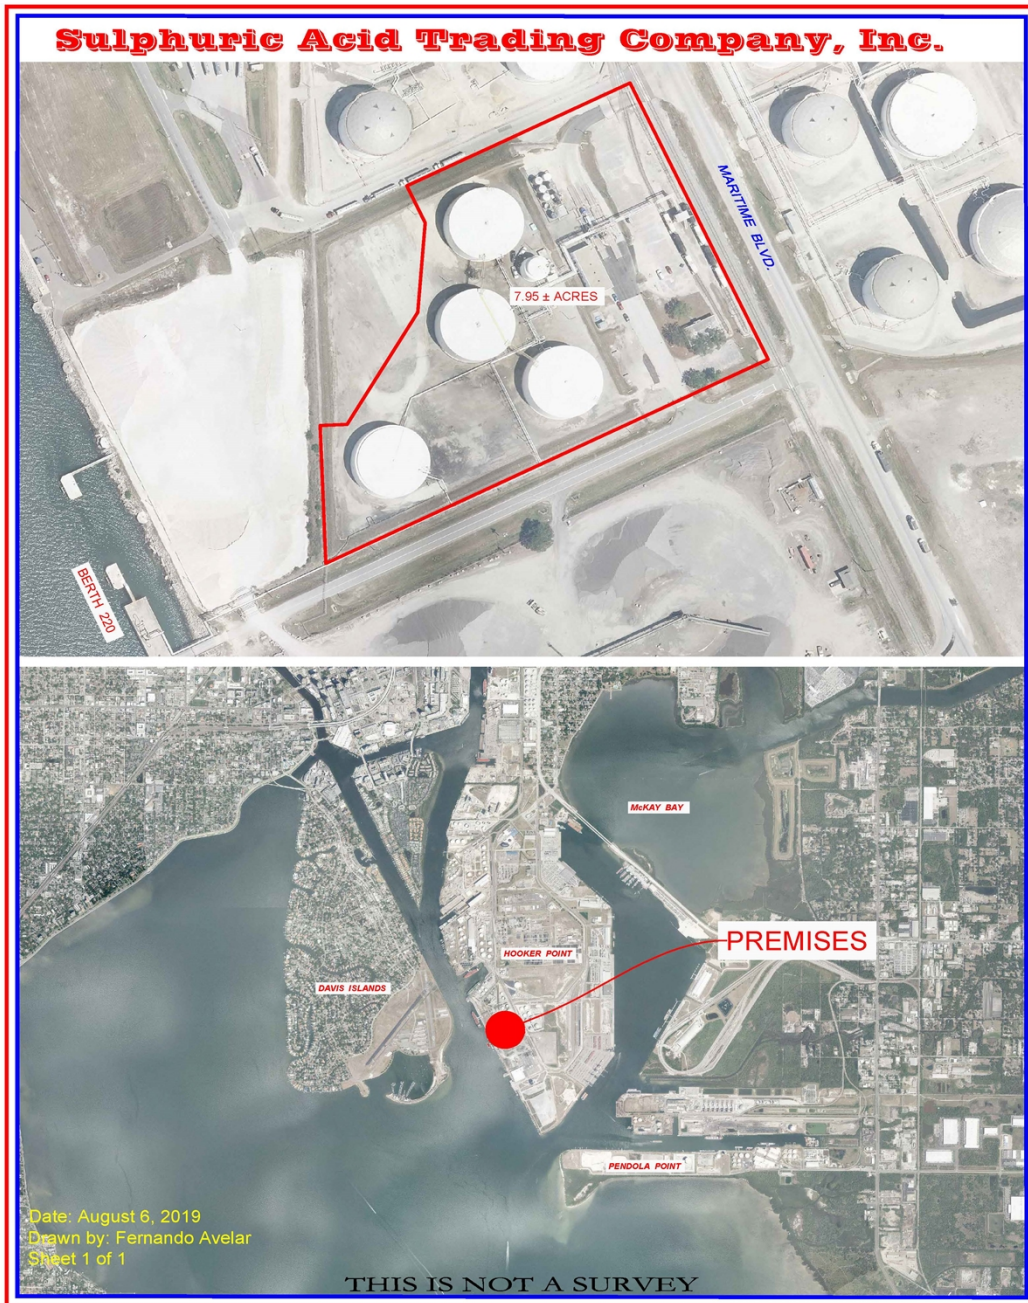 Sulphuric Acid Trading Company, Inc.
MARITIME BLVD.
7.95 ± ACRES
BERTH 220
McKAY BAY
PREMISES
HOOKER POINT
DAVIS ISLANDS
PENDOLA POINT
Date: August 6, 2019
Drawn by: Fernando Avelar
Sheet 1 of 1
THIS IS NOT A SURVEY